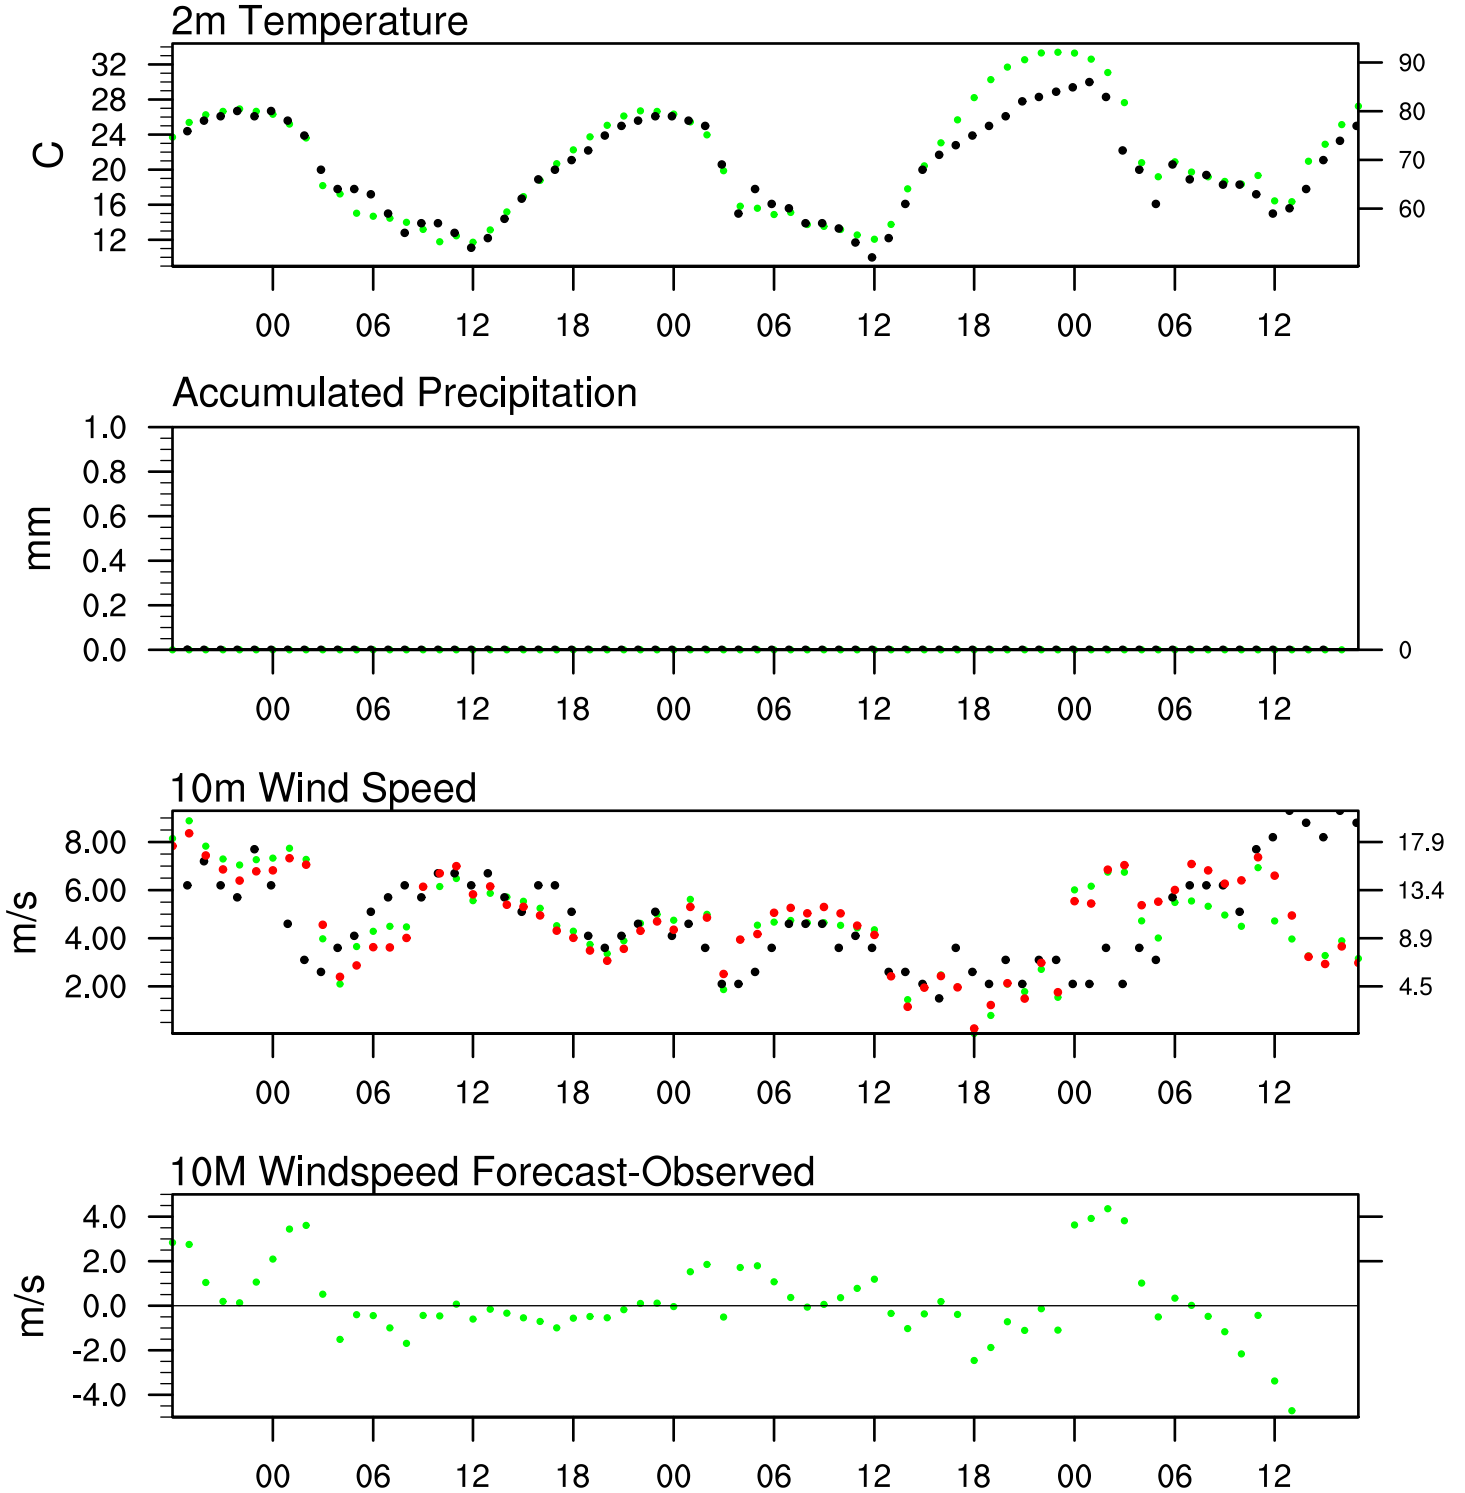 2m Temperature
32
28
24
20
16
12
C
90
80
70
60
00 06 12 18 00 06 12 18 00 06 12
Accumulated Precipitation
1.0
0.8
0.6
0.4
0.2
0.0
mm
0
00 06 12 18 00 06 12 18 00 06 12
10m Wind Speed
8.00
6.00
4.00
2.00
m/s
17.9
13.4
8.9
4.5
00 06 12 18 00 06 12 18 00 06 12
10M Windspeed Forecast-Observed
4.0
2.0
0.0
-2.0
-4.0
m/s
00 06 12 18 00 06 12 18 00 06 12